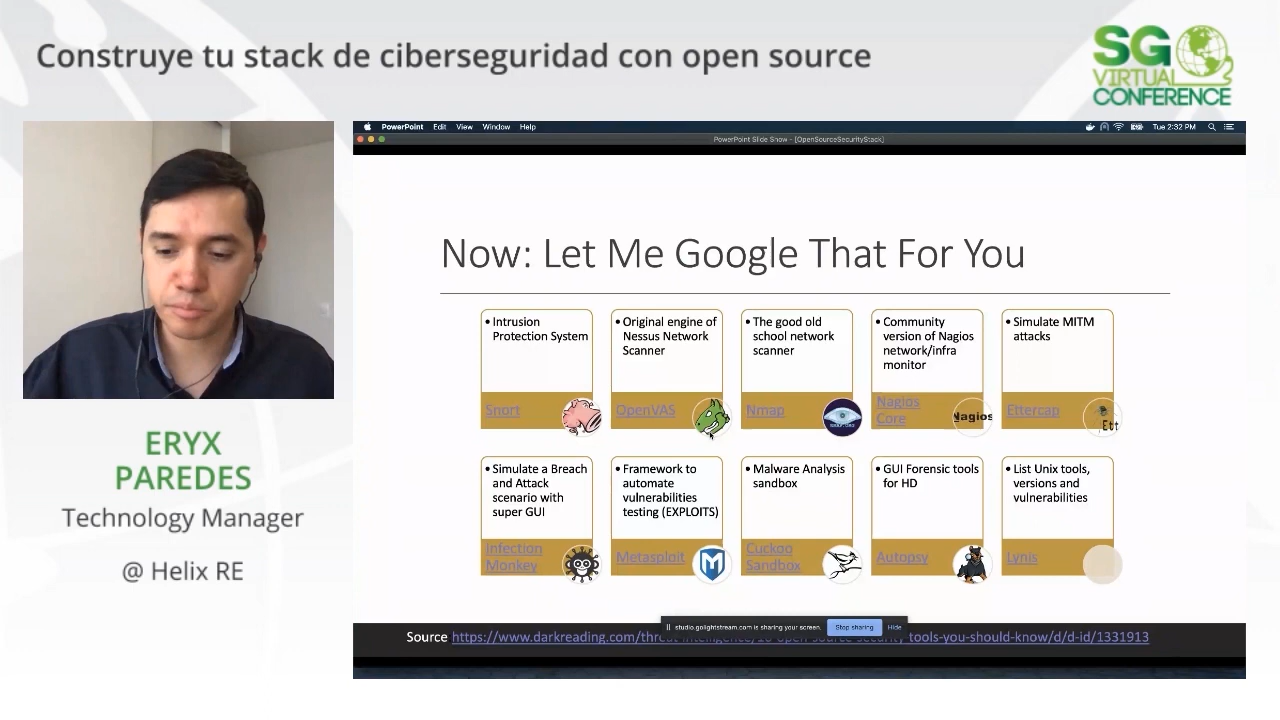 Construye tu stack de ciberseguridad con open source
SG
VIRTUAL
CONFERENCE
PowerPoint Edit View Window Help
Tue 2:32 PM
PowerPoint Slide Show - [OpenSourceSecurityStack]
Now: Let Me Google That For You
• Intrusion
Protection System
Snort
• Original engine of
Nessus Network
Scanner
OpenVAS
• The good old
school network
scanner
Nmap
• Community
version of Nagios
network/infra
monitor
Nagios
Core
Nagios
• Simulate MITM
attacks
Ettercap
Ett
• Simulate a Breach
and Attack
scenario with
super GUI
Infection
Monkey
• Framework to
automate
vulnerabilities
testing (EXPLOITS)
Metasploit
• Malware Analysis
sandbox
Cuckoo
Sandbox
• GUI Forensic tools
for HD
Autopsy
• List Unix tools,
versions and
vulnerabilities
Lynis
studio.golightstream.com is sharing your screen.
Stop sharing
Hide
Source https://www.darkreading.com/threat-intelligence/10-open-source-security-tools-you-should-know/d/d-id/1331913
ERYX
PAREDES
Technology Manager
@ Helix RE